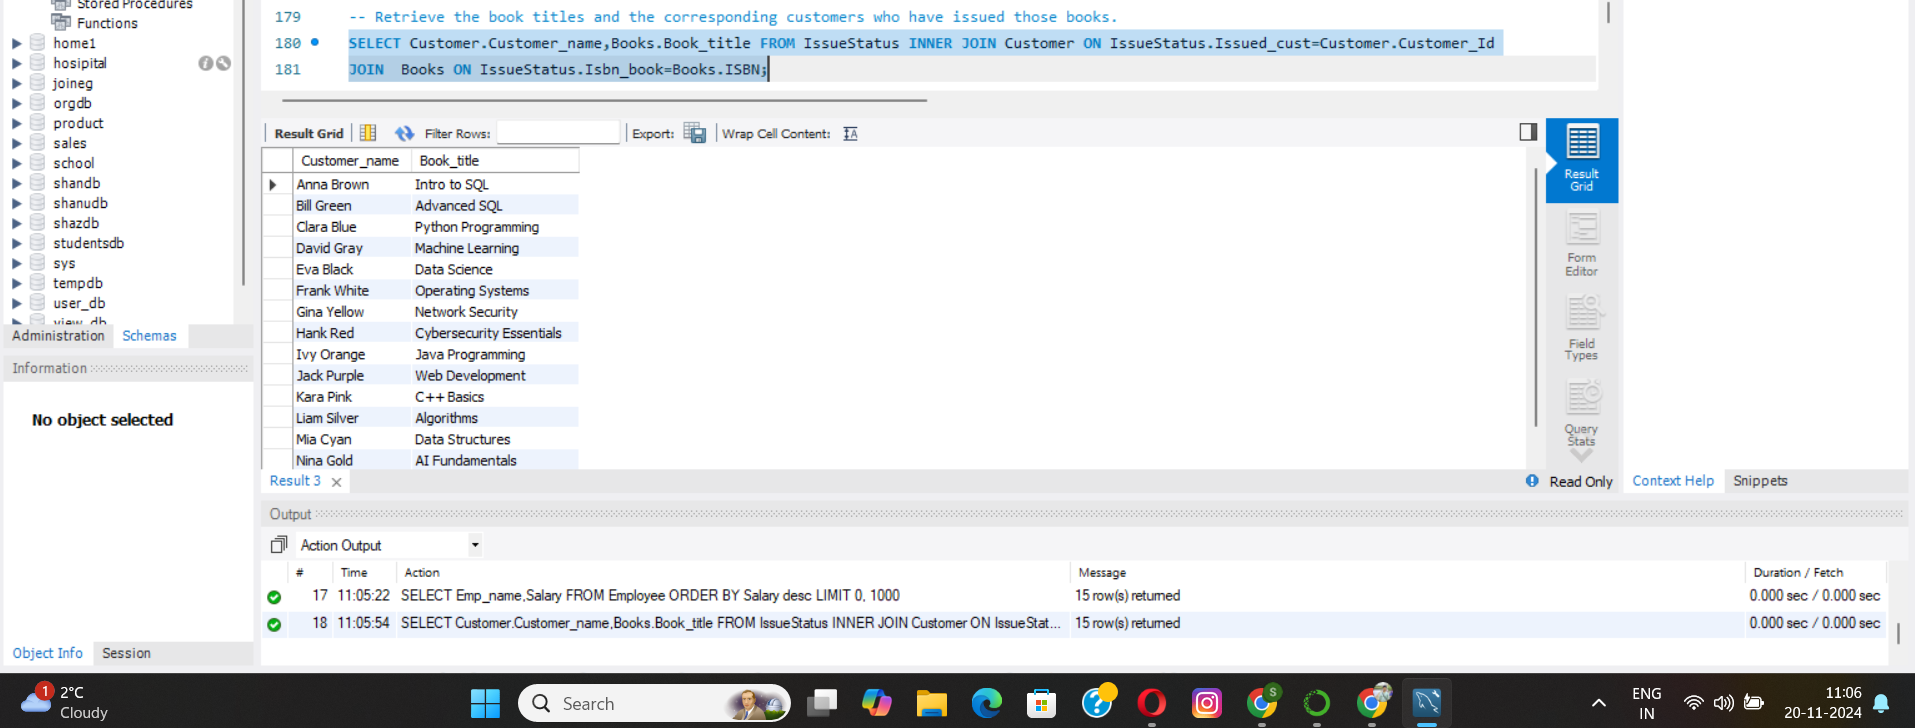 Stored Procedures
Functions
home1
hosipital
joineg
orgdb
product
sales
school
shandb
shanudb
shazdb
studentsdb
sys
tempdb
user_db
view_db
Administration Schemas
Information
No object selected
Object Info Session
179 -- Retrieve the book titles and the corresponding customers who have issued those books.
180 SELECT Customer.Customer_name,Books.Book_title FROM IssueStatus INNER JOIN Customer ON IssueStatus.Issued_cust=Customer.Customer_Id
181 JOIN Books ON IssueStatus.Isbn_book=Books.ISBN;
Result Grid Filter Rows: Export: Wrap Cell Content:
Customer_name Book_title
Anna Brown Intro to SQL
Bill Green Advanced SQL
Clara Blue Python Programming
David Gray Machine Learning
Eva Black Data Science
Frank White Operating Systems
Gina Yellow Network Security
Hank Red Cybersecurity Essentials
Ivy Orange Java Programming
Jack Purple Web Development
Kara Pink C++ Basics
Liam Silver Algorithms
Mia Cyan Data Structures
Nina Gold AI Fundamentals
Result
Grid
Form
Editor
Field
Types
Query
Stats
Result 3 Read Only Context Help Snippets
Output
Action Output
# Time Action Message Duration / Fetch
17 11:05:22 SELECT Emp_name,Salary FROM Employee ORDER BY Salary desc LIMIT 0, 1000 15 row(s) returned 0.000 sec / 0.000 sec
18 11:05:54 SELECT Customer.Customer_name,Books.Book_title FROM IssueStatus INNER JOIN Customer ON IssueStat... 15 row(s) returned 0.000 sec / 0.000 sec
1
2°C
Cloudy
Search
S
ENG
IN
11:06
20-11-2024